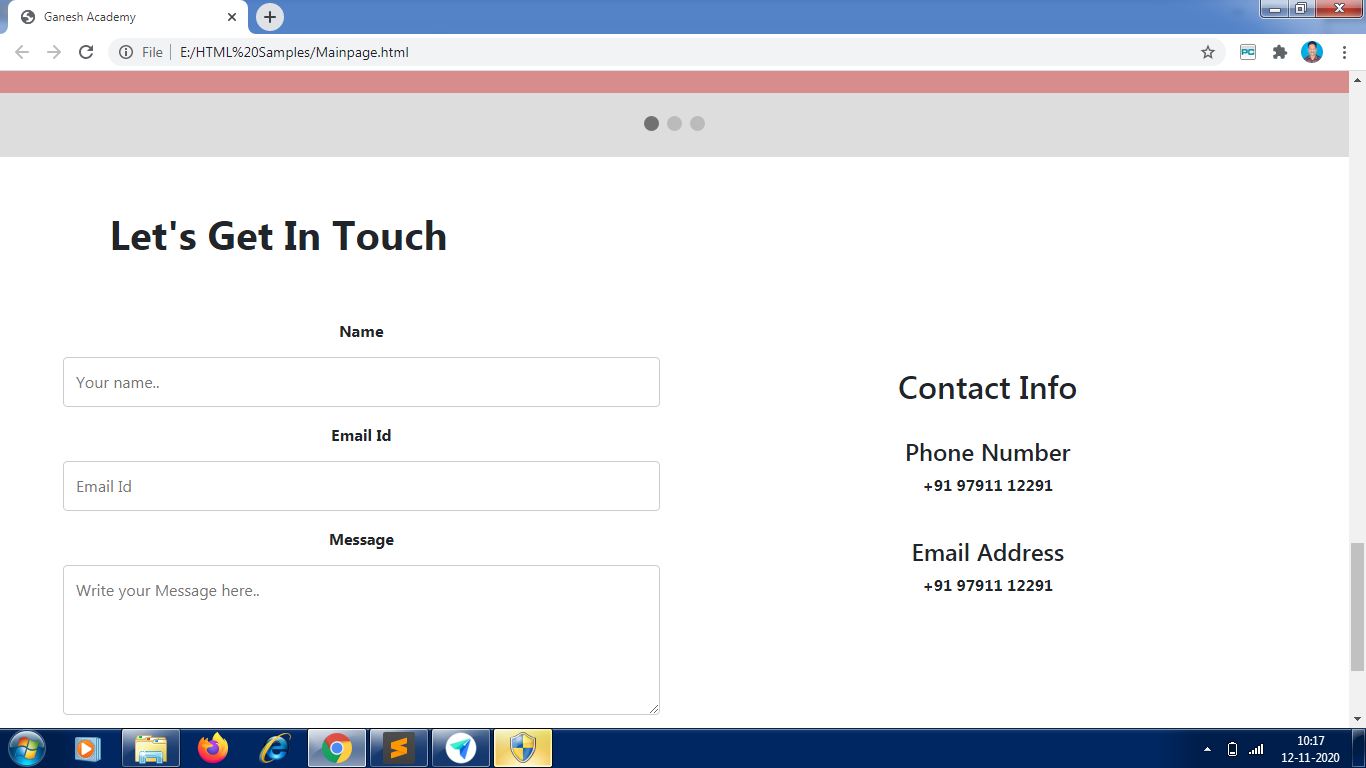 Ganesh Academy
File E:/HTML%20Samples/Mainpage.html
PC
Let's Get In Touch
Name
Your name..
Email Id
Email Id
Message
Write your Message here..
Contact Info
Phone Number
+91 97911 12291
Email Address
+91 97911 12291
10:17
12-11-2020